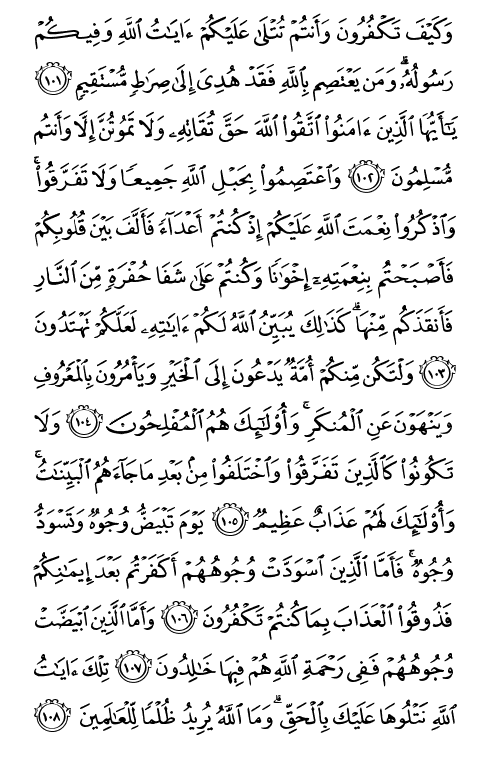 وَكَيۡفَ تَكۡفُرُونَ وَأَنتُمۡ تُتۡلَىٰ عَلَيۡكُمۡ ءَايَٰتُ ٱللَّهِ وَفِيكُمۡ
رَسُولُهُۥۗ وَمَن يَعۡتَصِم بِٱللَّهِ فَقَدۡ هُدِيَ إِلَىٰ صِرَٰطٖ مُّسۡتَقِيمٖ ١٠١
يَٰٓأَيُّهَا ٱلَّذِينَ ءَامَنُواْ ٱتَّقُواْ ٱللَّهَ حَقَّ تُقَاتِهِۦ وَلَا تَمُوتُنَّ إِلَّا وَأَنتُم
مُّسۡلِمُونَ ١٠٢ وَٱعۡتَصِمُواْ بِحَبۡلِ ٱللَّهِ جَمِيعٗا وَلَا تَفَرَّقُواْۚ
وَٱذۡكُرُواْ نِعۡمَتَ ٱللَّهِ عَلَيۡكُمۡ إِذۡ كُنتُمۡ أَعۡدَآءٗ فَأَلَّفَ بَيۡنَ قُلُوبِكُمۡ
فَأَصۡبَحۡتُم بِنِعۡمَتِهِۦٓ إِخۡوَٰنٗا وَكُنتُمۡ عَلَىٰ شَفَا حُفۡرَةٖ مِّنَ ٱلنَّارِ
فَأَنقَذَكُم مِّنۡهَاۗ كَذَٰلِكَ يُبَيِّنُ ٱللَّهُ لَكُمۡ ءَايَٰتِهِۦ لَعَلَّكُمۡ تَهۡتَدُونَ
١٠٣ وَلۡتَكُن مِّنكُمۡ أُمَّةٞ يَدۡعُونَ إِلَى ٱلۡخَيۡرِ وَيَأۡمُرُونَ بِٱلۡمَعۡرُوفِ
وَيَنۡهَوۡنَ عَنِ ٱلۡمُنكَرِۚ وَأُوْلَٰٓئِكَ هُمُ ٱلۡمُفۡلِحُونَ ١٠٤ وَلَا
تَكُونُواْ كَٱلَّذِينَ تَفَرَّقُواْ وَٱخۡتَلَفُواْ مِنۢ بَعۡدِ مَا جَآءَهُمُ ٱلۡبَيِّنَٰتُۚ
وَأُوْلَٰٓئِكَ لَهُمۡ عَذَابٌ عَظِيمٞ ١٠٥ يَوۡمَ تَبۡيَضُّ وُجُوهٞ وَتَسۡوَدُّ
وُجُوهٞۚ فَأَمَّا ٱلَّذِينَ ٱسۡوَدَّتۡ وُجُوهُهُمۡ أَكَفَرۡتُم بَعۡدَ إِيمَٰنِكُمۡ
فَذُوقُواْ ٱلۡعَذَابَ بِمَا كُنتُمۡ تَكۡفُرُونَ ١٠٦ وَأَمَّا ٱلَّذِينَ ٱبۡيَضَّتۡ
وُجُوهُهُمۡ فَفِي رَحۡمَةِ ٱللَّهِ هُمۡ فِيهَا خَٰلِدُونَ ١٠٧ تِلۡكَ ءَايَٰتُ
ٱللَّهِ نَتۡلُوهَا عَلَيۡكَ بِٱلۡحَقِّۗ وَمَا ٱللَّهُ يُرِيدُ ظُلۡمٗا لِّلۡعَٰلَمِينَ ١٠٨